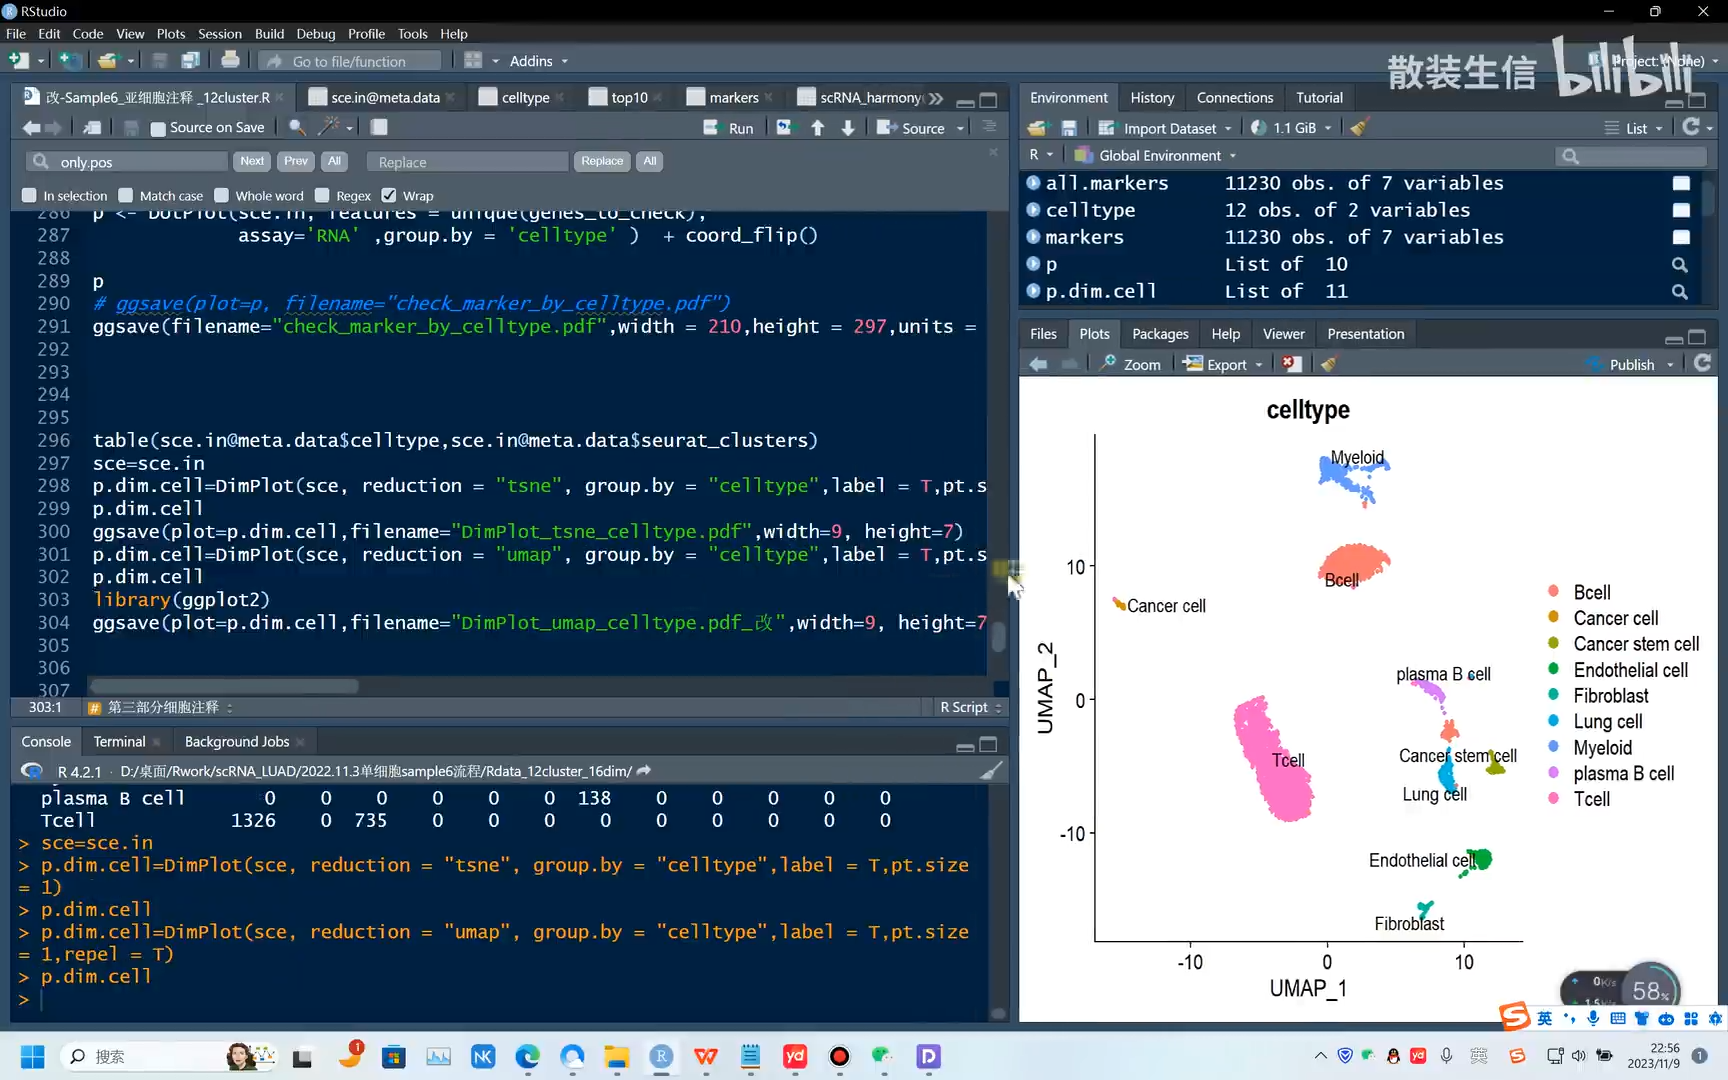 RStudio
File Edit Code View Plots Session Build Debug Profile Tools Help
Go to file/function
Addins
Project: (None)
散装生信 bilibili
改-Sample6_亚细胞注释 _12cluster.R
sce.in@meta.data
celltype
top10
markers
scRNA_harmony
Source on Save
Run
Source
only.pos
Next
Prev
All
Replace
Replace
All
In selection
Match case
Whole word
Regex
Wrap
286 p <- DotPlot(sce.in, features = unique(genes_to_check),
287 assay='RNA' ,group.by = 'celltype' ) + coord_flip()
288
289 p
290 # ggsave(plot=p, filename="check_marker_by_celltype.pdf")
291 ggsave(filename="check_marker_by_celltype.pdf",width = 210,height = 297,units =
292
293
294
295
296 table(sce.in@meta.data$celltype,sce.in@meta.data$seurat_clusters)
297 sce=sce.in
298 p.dim.cell=DimPlot(sce, reduction = "tsne", group.by = "celltype",label = T,pt.s
299 p.dim.cell
300 ggsave(plot=p.dim.cell,filename="DimPlot_tsne_celltype.pdf",width=9, height=7)
301 p.dim.cell=DimPlot(sce, reduction = "umap", group.by = "celltype",label = T,pt.s
302 p.dim.cell
303 library(ggplot2)
304 ggsave(plot=p.dim.cell,filename="DimPlot_umap_celltype.pdf_改",width=9, height=7
305
306
307
303:1
# 第三部分细胞注释
R Script
Console
Terminal
Background Jobs
R 4.2.1 · D:/桌面/Rwork/scRNA_LUAD/2022.11.3单细胞sample6流程/Rdata_12cluster_16dim/
plasma B cell 0 0 0 0 0 138 0 0 0 0
Tcell 1326 0 735 0 0 0 0 0 0 0
> sce=sce.in
> p.dim.cell=DimPlot(sce, reduction = "tsne", group.by = "celltype",label = T,pt.size
= 1)
> p.dim.cell
> p.dim.cell=DimPlot(sce, reduction = "umap", group.by = "celltype",label = T,pt.size
= 1,repel = T)
> p.dim.cell
>
Environment
History
Connections
Tutorial
Import Dataset
1.1 GiB
List
R
Global Environment
all.markers 11230 obs. of 7 variables
celltype 12 obs. of 2 variables
markers 11230 obs. of 7 variables
p List of 10
p.dim.cell List of 11
Files
Plots
Packages
Help
Viewer
Presentation
Zoom
Export
Publish
celltype
Myeloid
Bcell
Cancer cell
plasma B cell
Tcell
Cancer stem cell
Lung cell
Endothelial cell
Fibroblast
UMAP_2
10
0
-10
-10 0 10
UMAP_1
Bcell
Cancer cell
Cancer stem cell
Endothelial cell
Fibroblast
Lung cell
Myeloid
plasma B cell
Tcell
0K/s
1.5K/s
58%
英
搜索
1
NK
yd
D
yd
英
22:56
2023/11/9
1